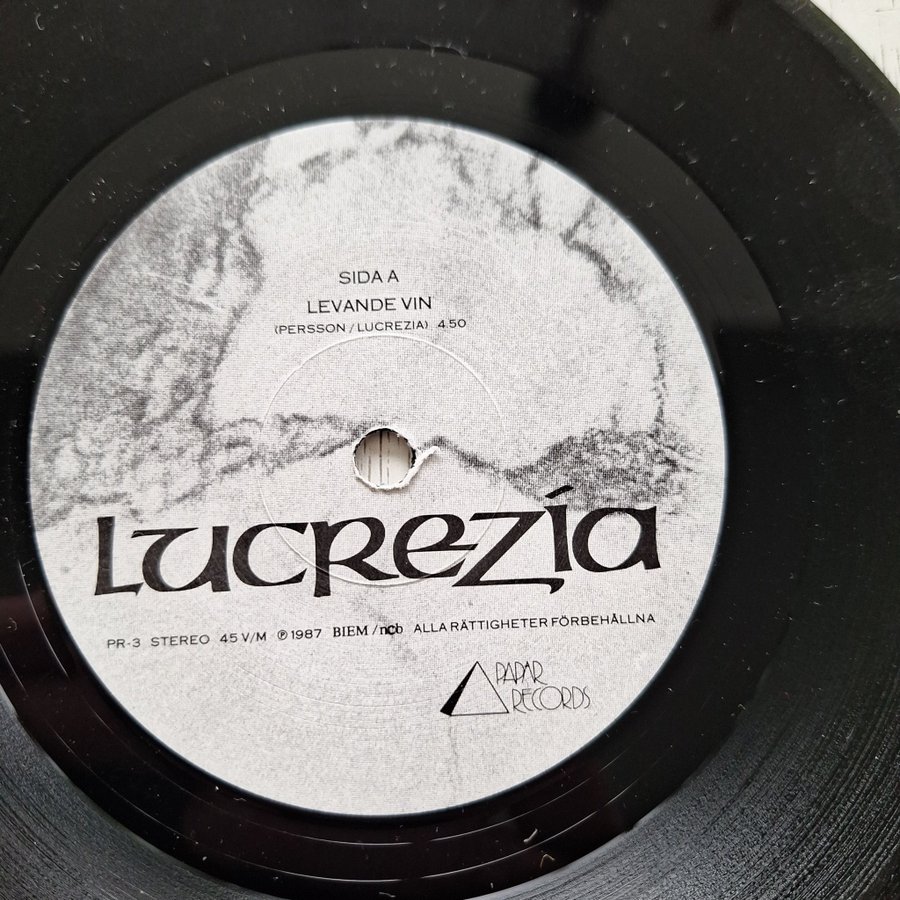 SIDA A
LEVANDE VIN
(PERSSON / LUCREZIA) 4.50
LUCREZIA
PR-3 STEREO 45 V/M ℗ 1987 BIEM / ncb ALLA RÄTTIGHETER FÖRBEHÅLLNA
PAPAR
RECORDS